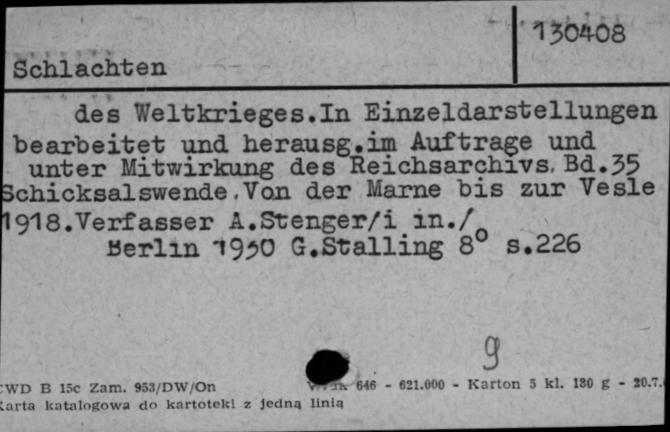 130408
Schlachten
des Weltkrieges.In Einzeldarstellungen
bearbeitet und herausg.im Auftrage und
unter Mitwirkung des Reichsarchivs.Bd.35
Schicksalswende.Von der Marne bis zur Vesle
1918.Verfasser A.Stenger/i in./
Berlin 1930 G.Stalling 8° s.226
9
CWD B 15c Zam. 953/DW/On 646 - 621.000 - Karton 5 kl. 180 g - 20.7.
Karta katalogowa do kartoteki z jedną linią